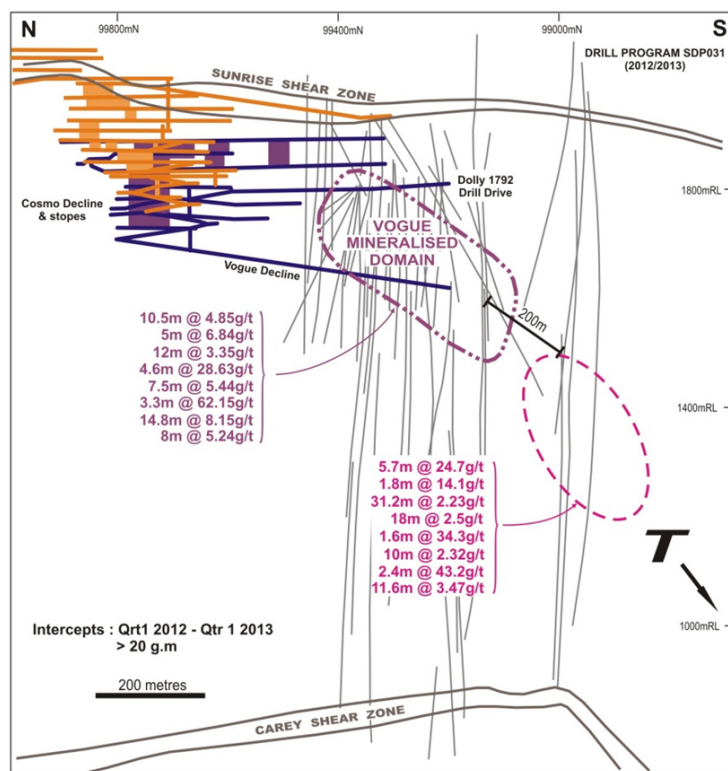 N
99800mN
99400mN
99000mN
S
DRILL PROGRAM SDP031
(2012/2013)
SUNRISE SHEAR ZONE
Dolly 1792
Drill Drive
1800mRL
Cosmo Decline
& stopes
VOGUE
MINERALISED
DOMAIN
Vogue Decline
200m
10.5m @ 4.85g/t
5m @ 6.84g/t
12m @ 3.35g/t
4.6m @ 28.63g/t
7.5m @ 5.44g/t
3.3m @ 62.15g/t
14.8m @ 8.15g/t
8m @ 5.24g/t
1400mRL
5.7m @ 24.7g/t
1.8m @ 14.1g/t
31.2m @ 2.23g/t
18m @ 2.5g/t
1.6m @ 34.3g/t
10m @ 2.32g/t
2.4m @ 43.2g/t
11.6m @ 3.47g/t
T
1000mRL
Intercepts : Qrt1 2012 - Qtr 1 2013
> 20 g.m
200 metres
CAREY SHEAR ZONE